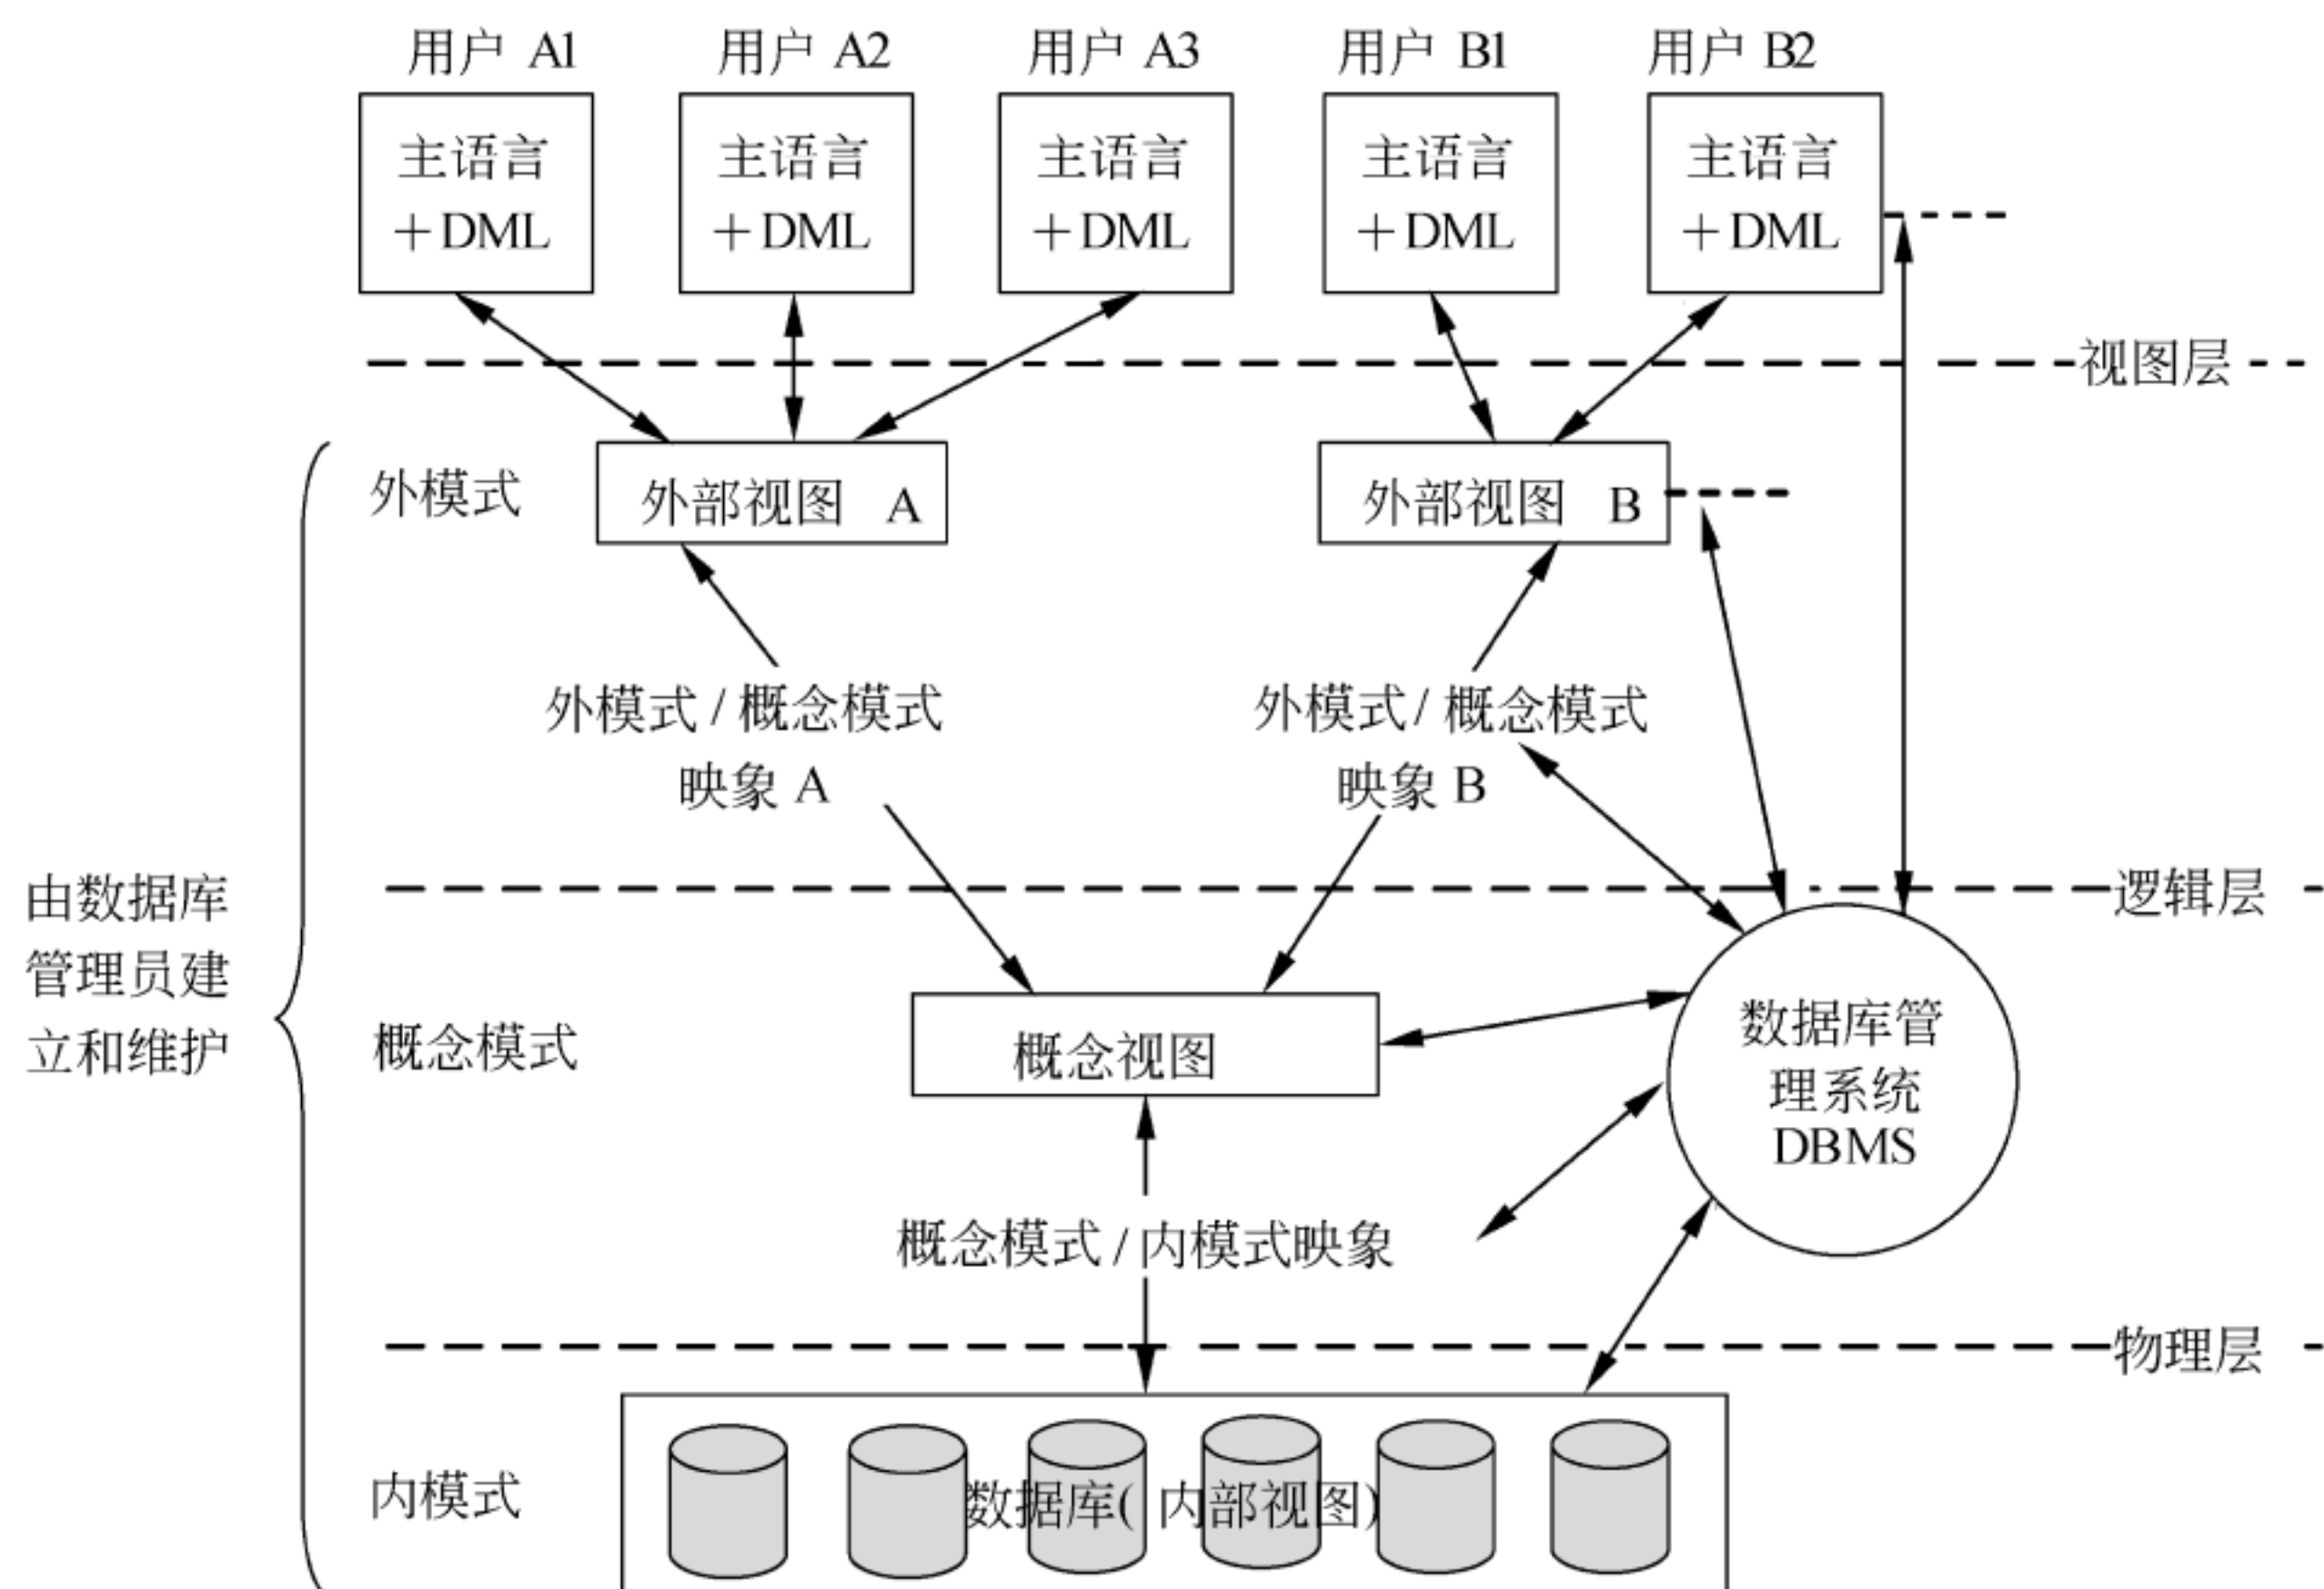 用户 A1
用户 A2
用户 A3
用户 B1
用户 B2
主语言
+DML
主语言
+DML
主语言
+DML
主语言
+DML
主语言
+DML
视图层
外模式
外部视图 A
外部视图 B
外模式/概念模式
映象 A
外模式/概念模式
映象 B
逻辑层
由数据库
管理员建
立和维护
概念模式
概念视图
数据库管
理系统
DBMS
概念模式/内模式映象
物理层
内模式
数据库(内部视图)